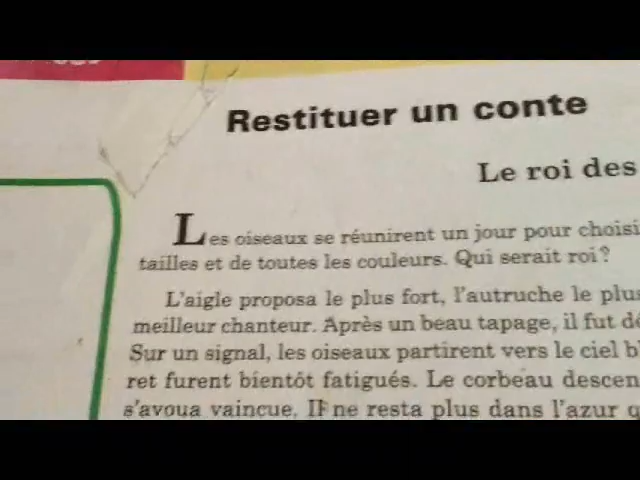 Restituer un conte
Le roi des
Les oiseaux se réunirent un jour pour choisi
tailles et de toutes les couleurs. Qui serait roi?
L'aigle proposa le plus fort, l'autruche le plus
meilleur chanteur. Après un beau tapage, il fut dé
Sur un signal, les oiseaux partirent vers le ciel bl
ret furent bientôt fatigués. Le corbeau descen
s'avoua vaincue. Il ne resta plus dans l'azur q